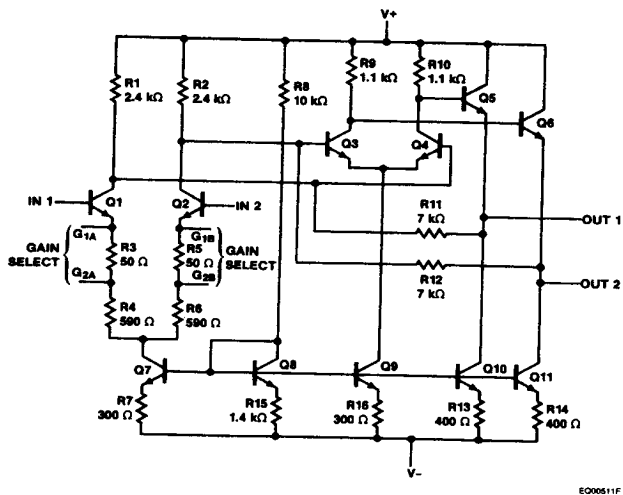 V+
R1
2.4 kΩ
R2
2.4 kΩ
R8
10 kΩ
R9
1.1 kΩ
R10
1.1 kΩ
Q5
Q6
Q3
Q4
IN 1
Q1
Q2
IN 2
R11
7 kΩ
OUT 1
G1A
GAIN
SELECT
G2A
R3
50 Ω
G1B
R5
50 Ω
G2B
GAIN
SELECT
R12
7 kΩ
OUT 2
R4
590 Ω
R6
590 Ω
Q7
Q8
Q9
Q10
Q11
R7
300 Ω
R15
1.4 kΩ
R16
300 Ω
R13
400 Ω
R14
400 Ω
V−
EQ00511F